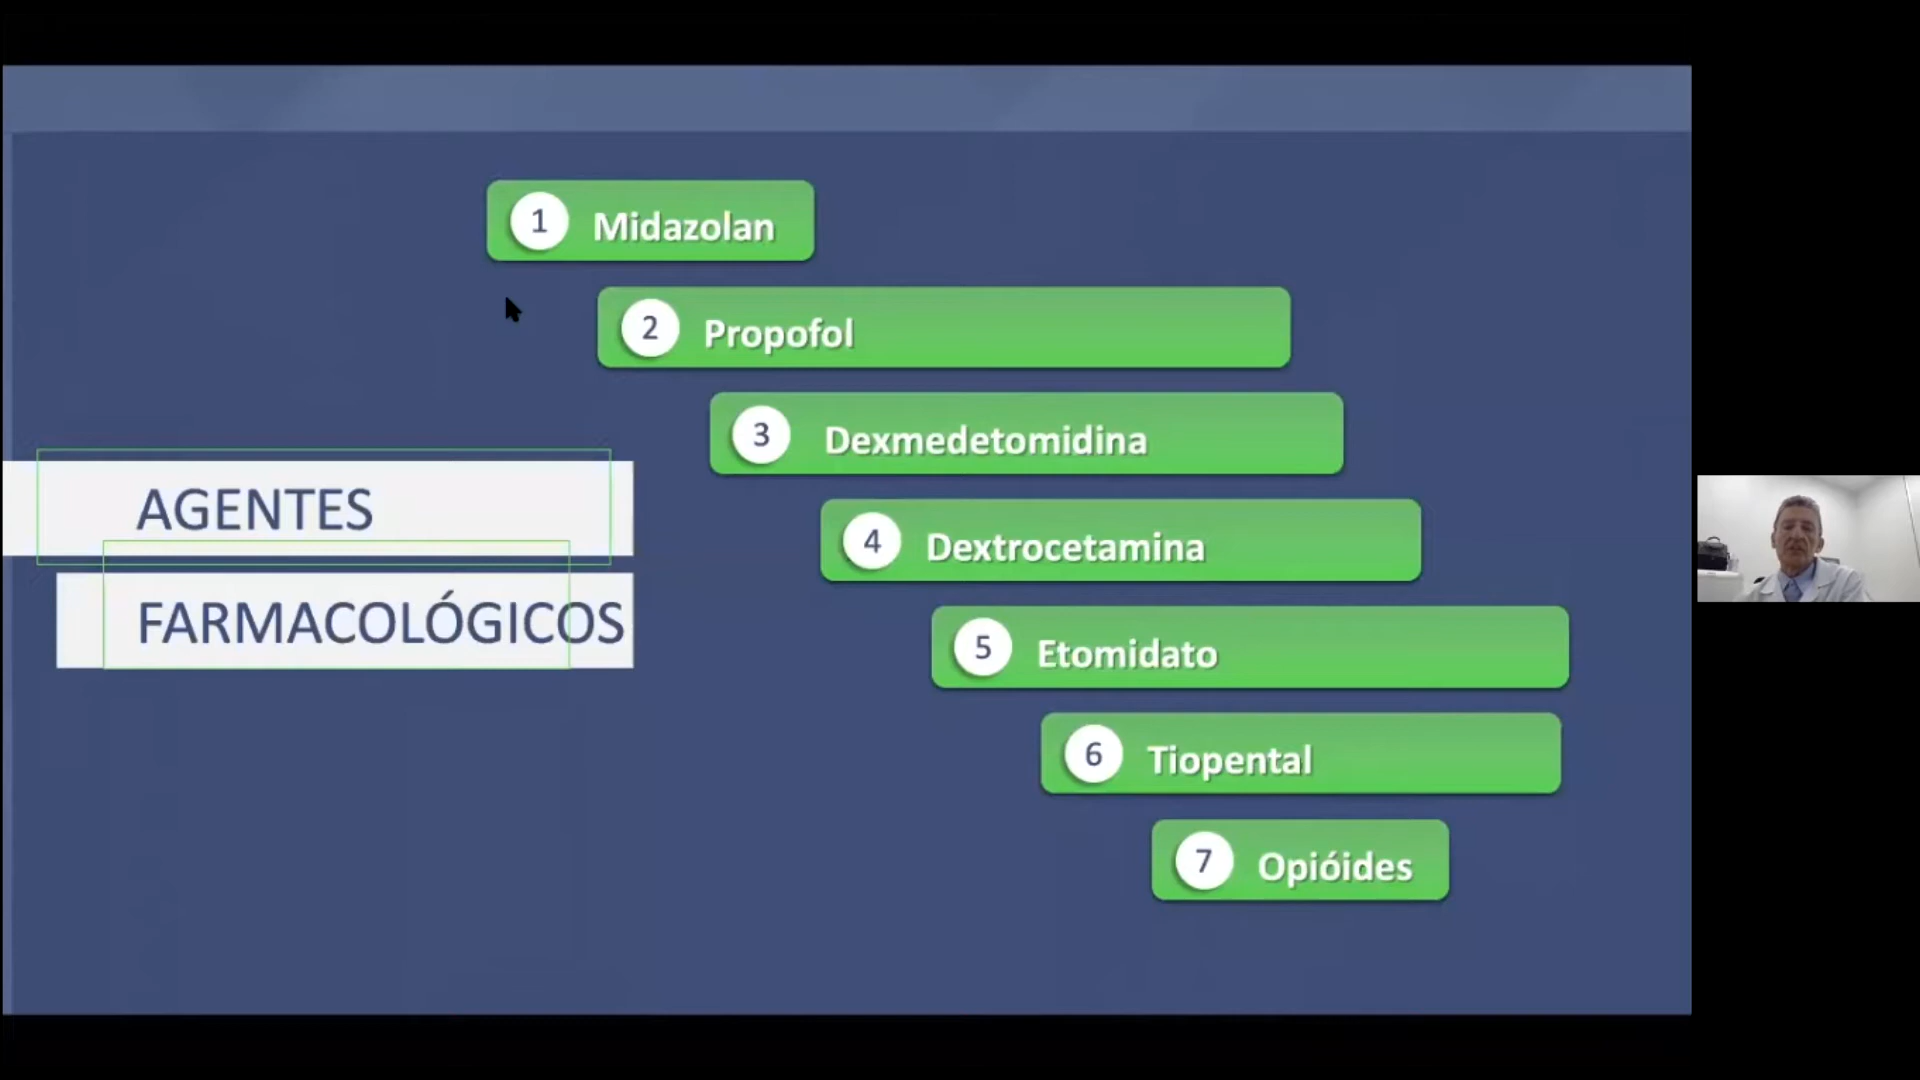 AGENTES
FARMACOLÓGICOS
1 Midazolan
2 Propofol
3 Dexmedetomidina
4 Dextrocetamina
5 Etomidato
6 Tiopental
7 Opióides